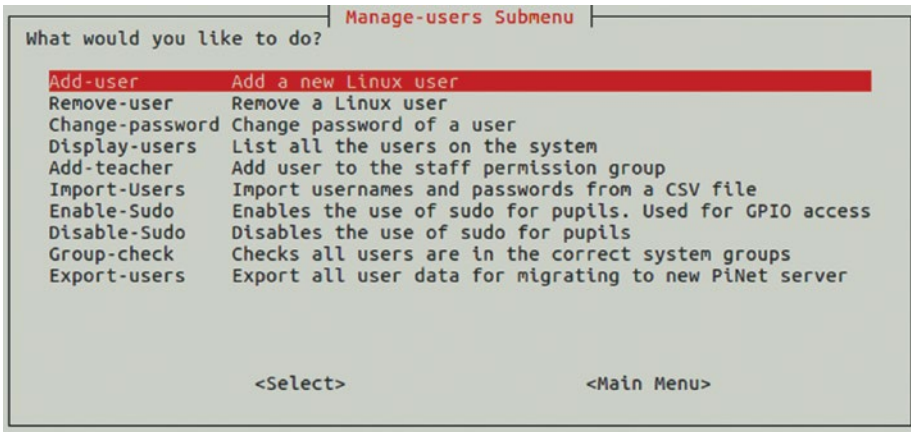 Manage-users Submenu
What would you like to do?
Add-user Add a new Linux user
Remove-user Remove a Linux user
Change-password Change password of a user
Display-users List all the users on the system
Add-teacher Add user to the staff permission group
Import-Users Import usernames and passwords from a CSV file
Enable-Sudo Enables the use of sudo for pupils. Used for GPIO access
Disable-Sudo Disables the use of sudo for pupils
Group-check Checks all users are in the correct system groups
Export-users Export all user data for migrating to new PiNet server
<Select> <Main Menu>